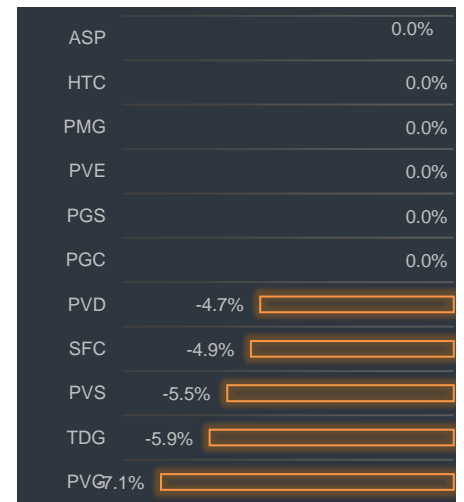 ASP 0.0%
HTC 0.0%
PMG 0.0%
PVE 0.0%
PGS 0.0%
PGC 0.0%
PVD -4.7%
SFC -4.9%
PVS -5.5%
TDG -5.9%
PVG -7.1%